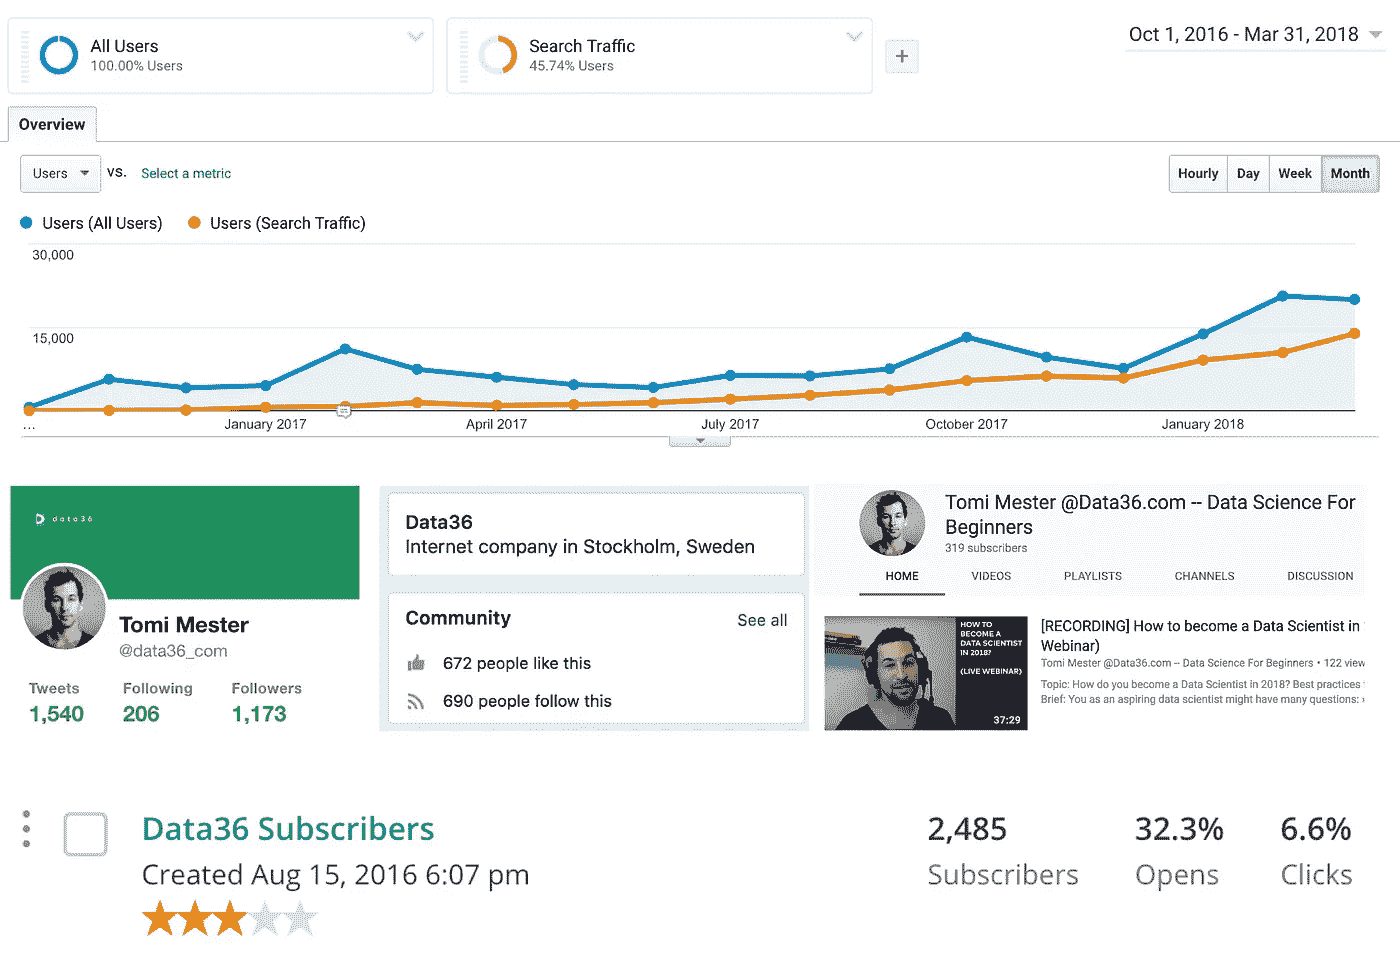 All Users
100.00% Users
Search Traffic
45.74% Users
+
Oct 1, 2016 - Mar 31, 2018
Overview
Users VS. Select a metric
Hourly Day Week Month
Users (All Users) Users (Search Traffic)
30,000
15,000
... January 2017 April 2017 July 2017 October 2017 January 2018
data36
Tomi Mester
@data36_com
Tweets Following Followers
1,540 206 1,173
Data36
Internet company in Stockholm, Sweden
Community See all
672 people like this
690 people follow this
Tomi Mester @Data36.com -- Data Science For
Beginners
319 subscribers
HOME VIDEOS PLAYLISTS CHANNELS DISCUSSION
HOW TO
BECOME A
DATA SCIENTIST
IN 2018?
(LIVE WEBINAR)
37:29
[RECORDING] How to become a Data Scientist in
Webinar)
Tomi Mester @Data36.com -- Data Science For Beginners • 122 view
Topic: How do you become a Data Scientist in 2018? Best practices
Brief: You as an aspiring data scientist might have many questions:
Data36 Subscribers
Created Aug 15, 2016 6:07 pm
2,485 32.3% 6.6%
Subscribers Opens Clicks